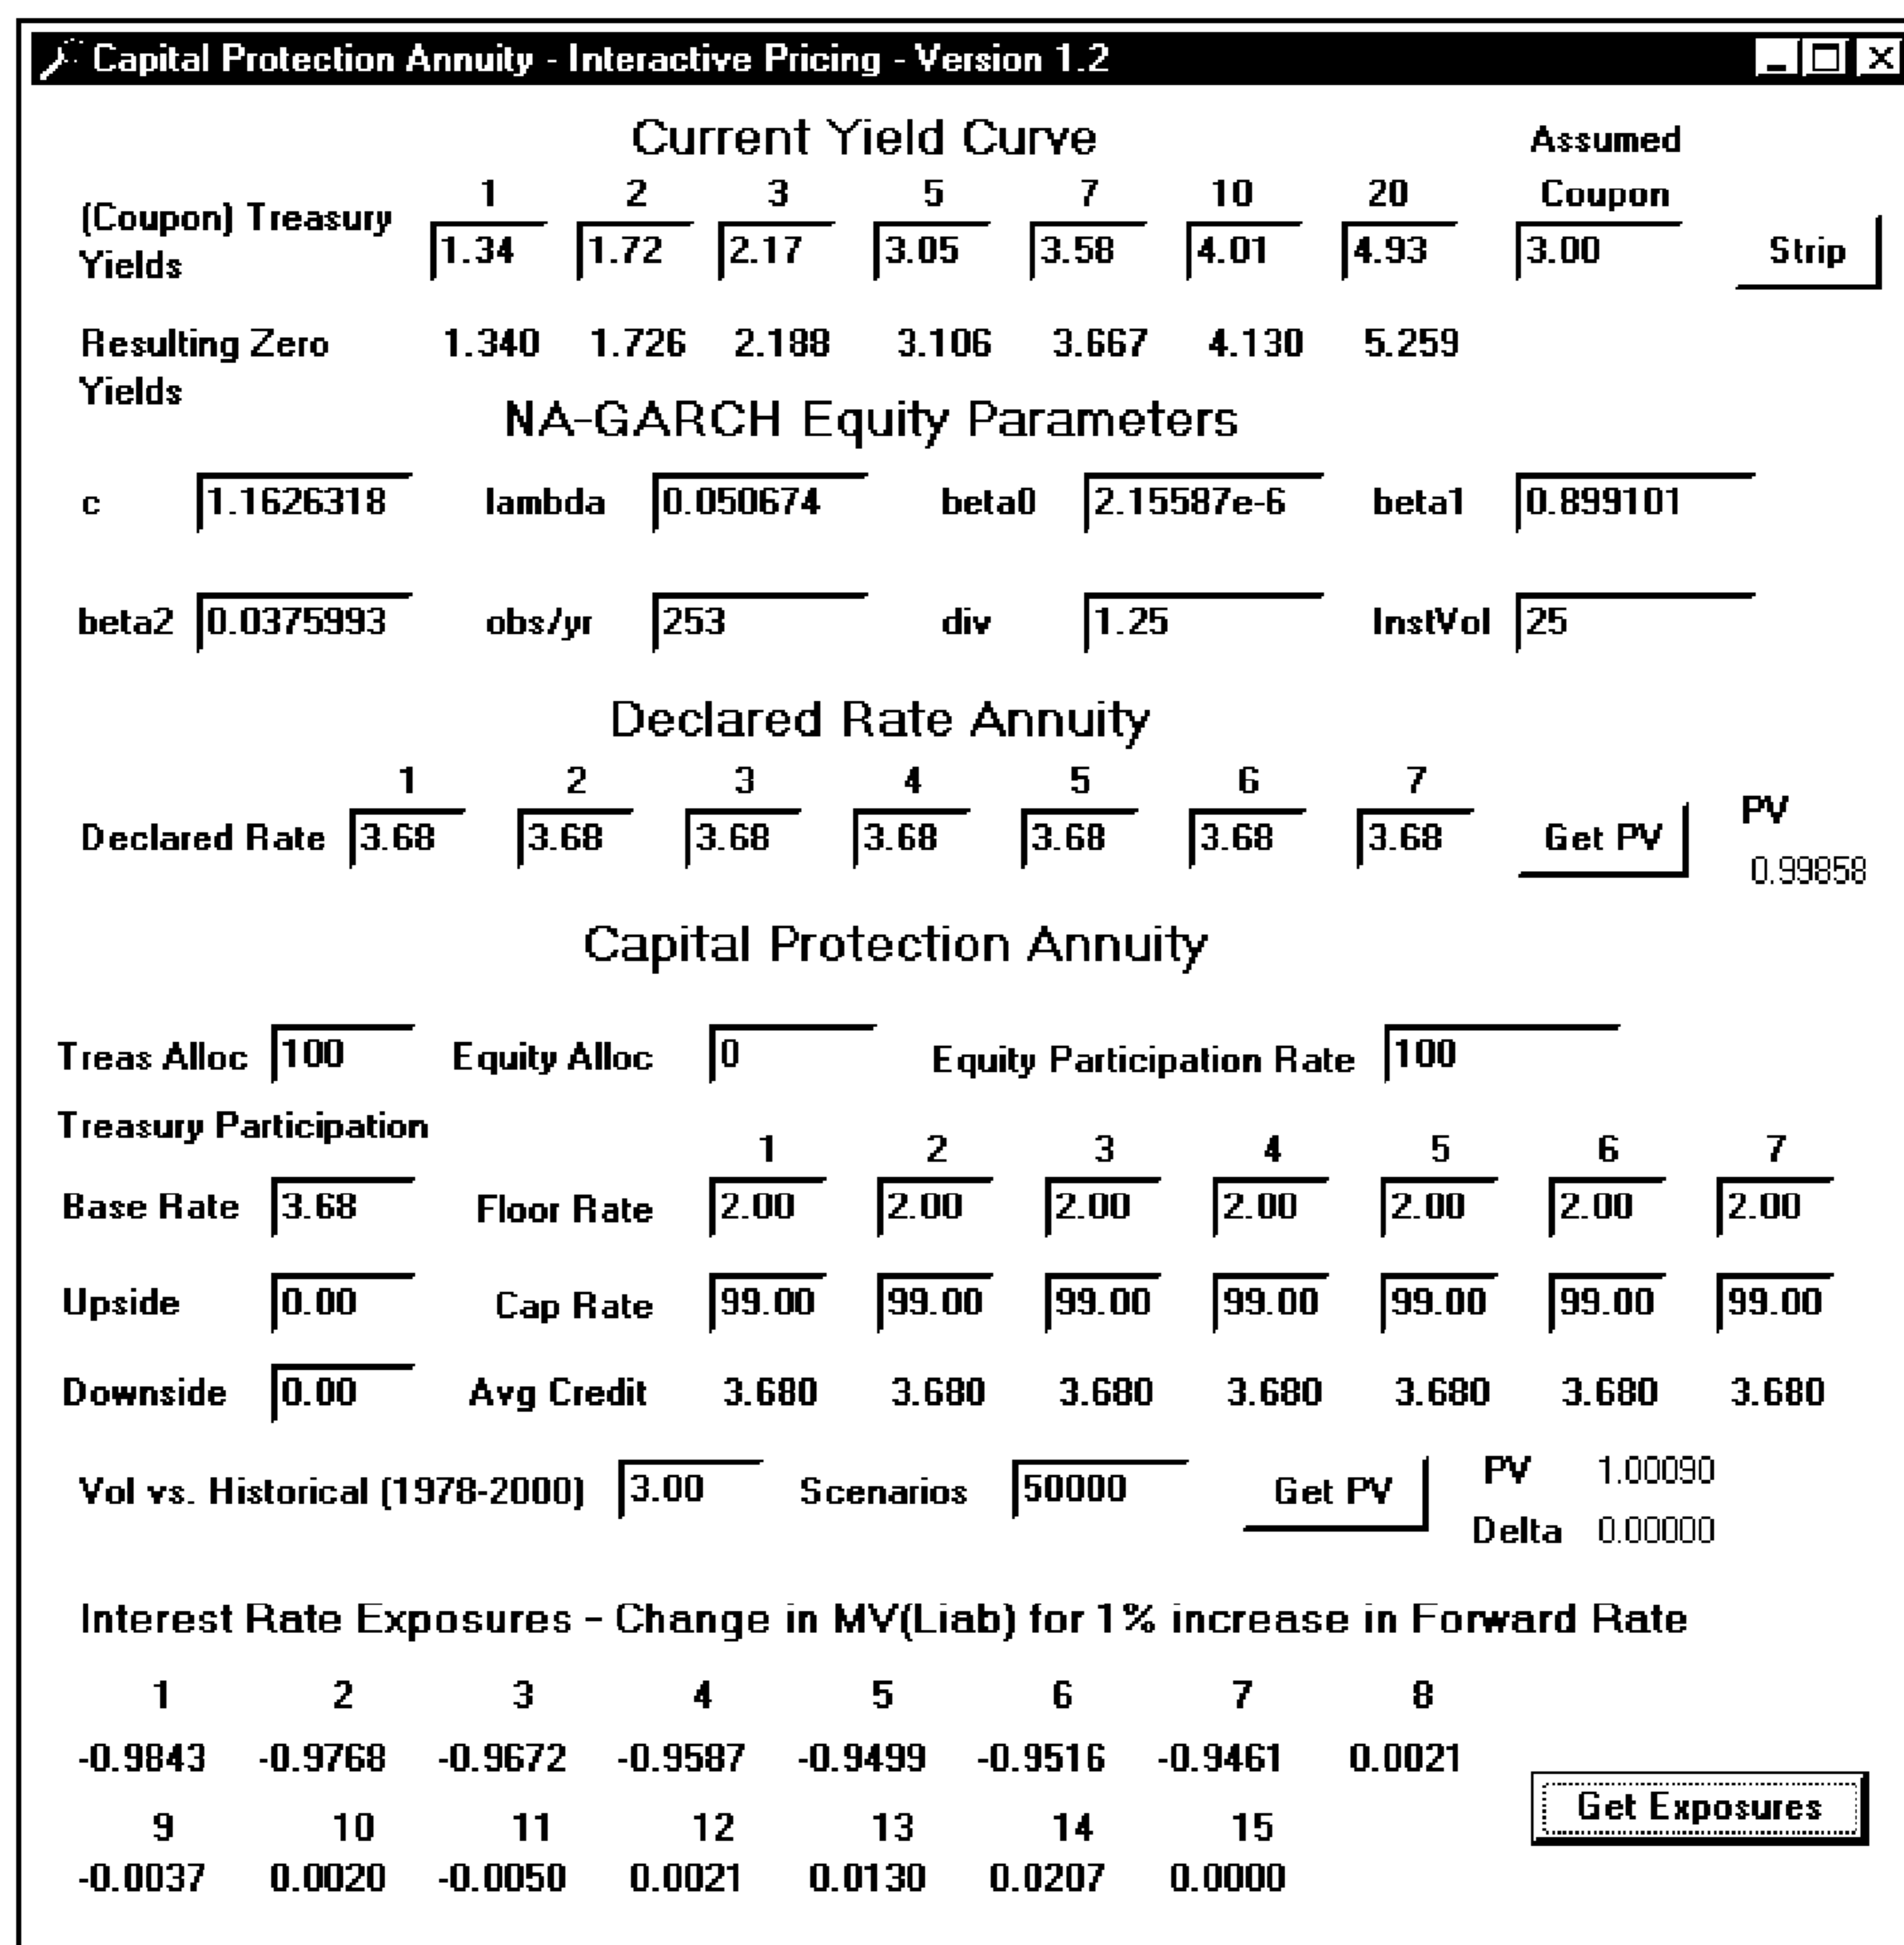 Capital Protection Annuity - Interactive Pricing - Version 1.2
Current Yield Curve Assumed
1 2 3 5 7 10 20 Coupon
(Coupon) Treasury
Yields 1.34 1.72 2.17 3.05 3.58 4.01 4.93 3.00 Strip
Resulting Zero 1.340 1.726 2.188 3.106 3.667 4.130 5.259
Yields
NA-GARCH Equity Parameters
c 1.1626318 lambda 0.050674 beta0 2.15587e-6 beta1 0.899101
beta2 0.0375993 obs/yr 253 div 1.25 InstVol 25
Declared Rate Annuity
1 2 3 4 5 6 7
PV
Declared Rate 3.68 3.68 3.68 3.68 3.68 3.68 3.68 Get PV
0.99858
Capital Protection Annuity
Treas Alloc 100 Equity Alloc 0 Equity Participation Rate 100
Treasury Participation
1 2 3 4 5 6 7
Base Rate 3.68 Floor Rate 2.00 2.00 2.00 2.00 2.00 2.00 2.00
Upside 0.00 Cap Rate 99.00 99.00 99.00 99.00 99.00 99.00 99.00
Downside 0.00 Avg Credit 3.680 3.680 3.680 3.680 3.680 3.680 3.680
Vol vs. Historical (1978-2000) 3.00 Scenarios 50000 Get PV PV 1.00090
Delta 0.00000
Interest Rate Exposures - Change in MV(Liab) for 1% increase in Forward Rate
1 2 3 4 5 6 7 8
-0.9843 -0.9768 -0.9672 -0.9587 -0.9499 -0.9516 -0.9461 0.0021
Get Exposures
9 10 11 12 13 14 15
-0.0037 0.0020 -0.0050 0.0021 0.0130 0.0207 0.0000